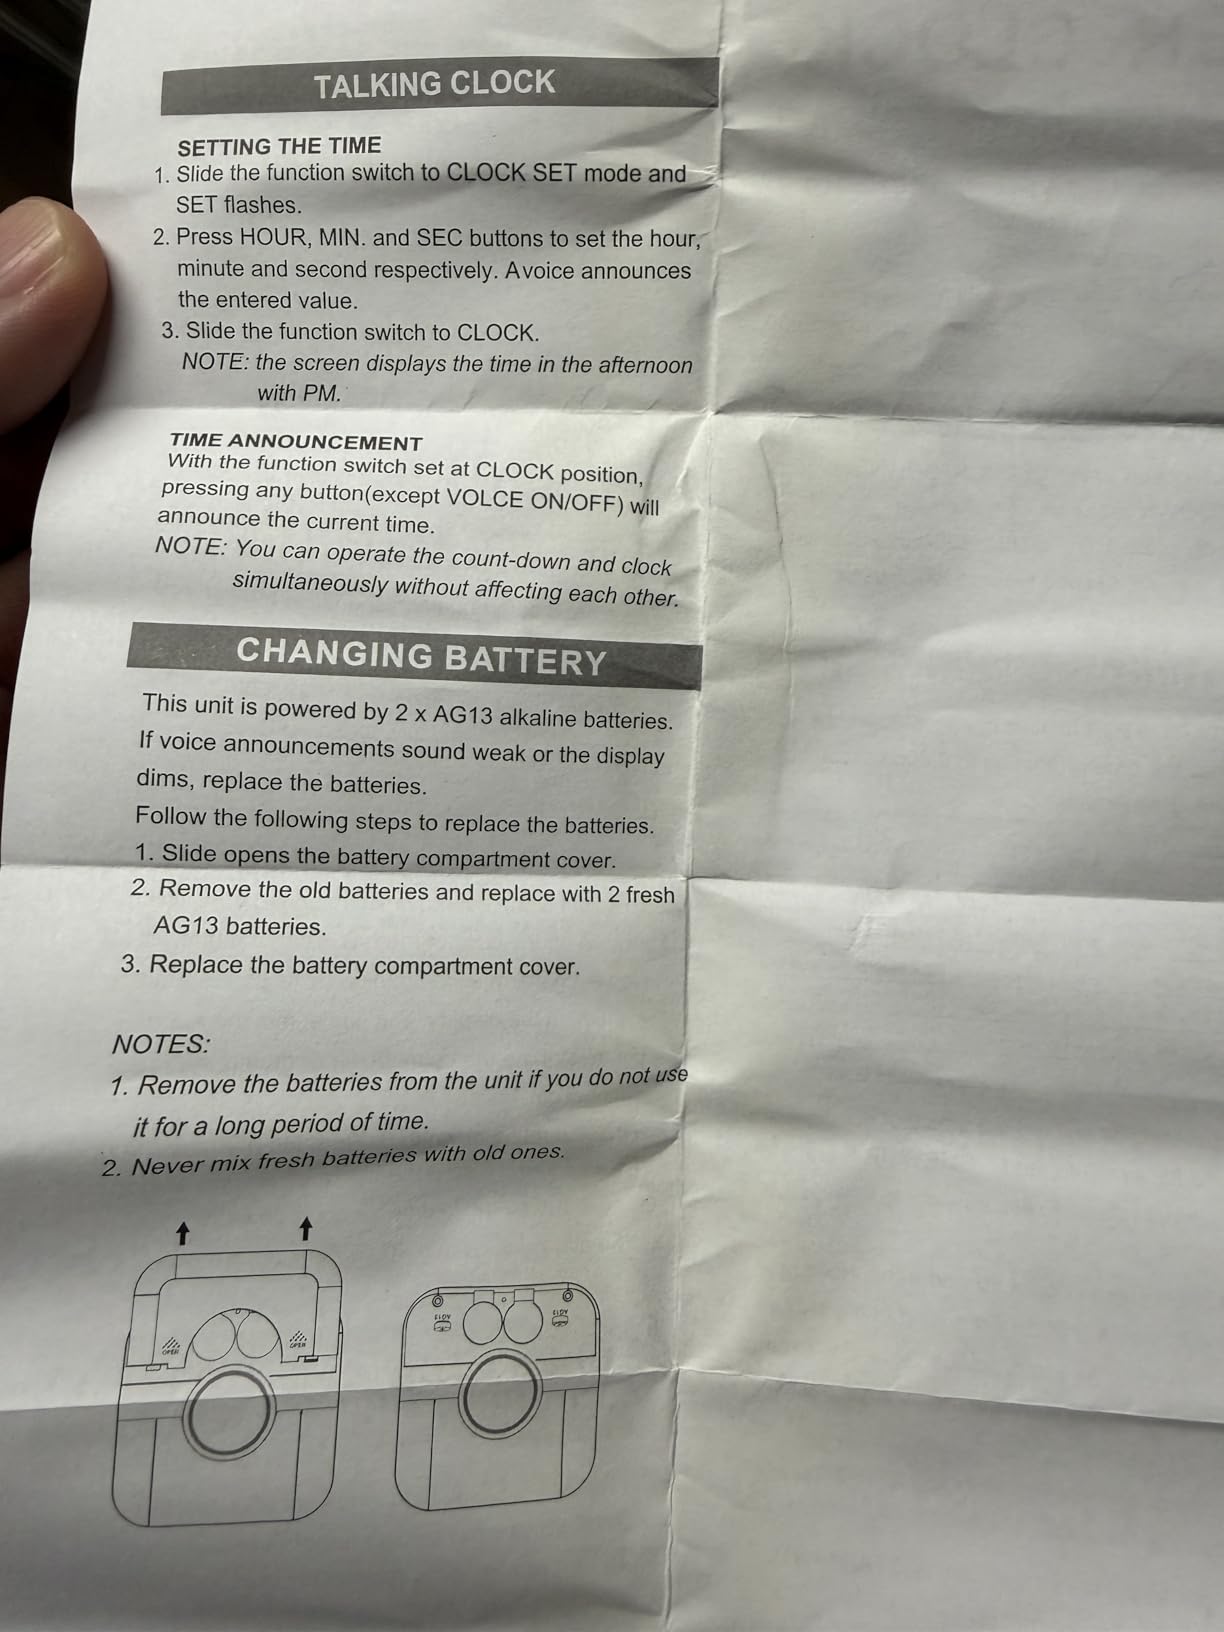 TALKING CLOCK
SETTING THE TIME
1. Slide the function switch to CLOCK SET mode and
SET flashes.
2. Press HOUR, MIN. and SEC buttons to set the hour,
minute and second respectively. Avoice announces
the entered value.
3. Slide the function switch to CLOCK.
NOTE: the screen displays the time in the afternoon
with PM.
TIME ANNOUNCEMENT
With the function switch set at CLOCK position,
pressing any button(except VOLCE ON/OFF) will
announce the current time.
NOTE: You can operate the count-down and clock
simultaneously without affecting each other.
CHANGING BATTERY
This unit is powered by 2 x AG13 alkaline batteries.
If voice announcements sound weak or the display
dims, replace the batteries.
Follow the following steps to replace the batteries.
1. Slide opens the battery compartment cover.
2. Remove the old batteries and replace with 2 fresh
AG13 batteries.
3. Replace the battery compartment cover.
NOTES:
1. Remove the batteries from the unit if you do not use
it for a long period of time.
2. Never mix fresh batteries with old ones.
OPEN OPEN
AG13 AG13